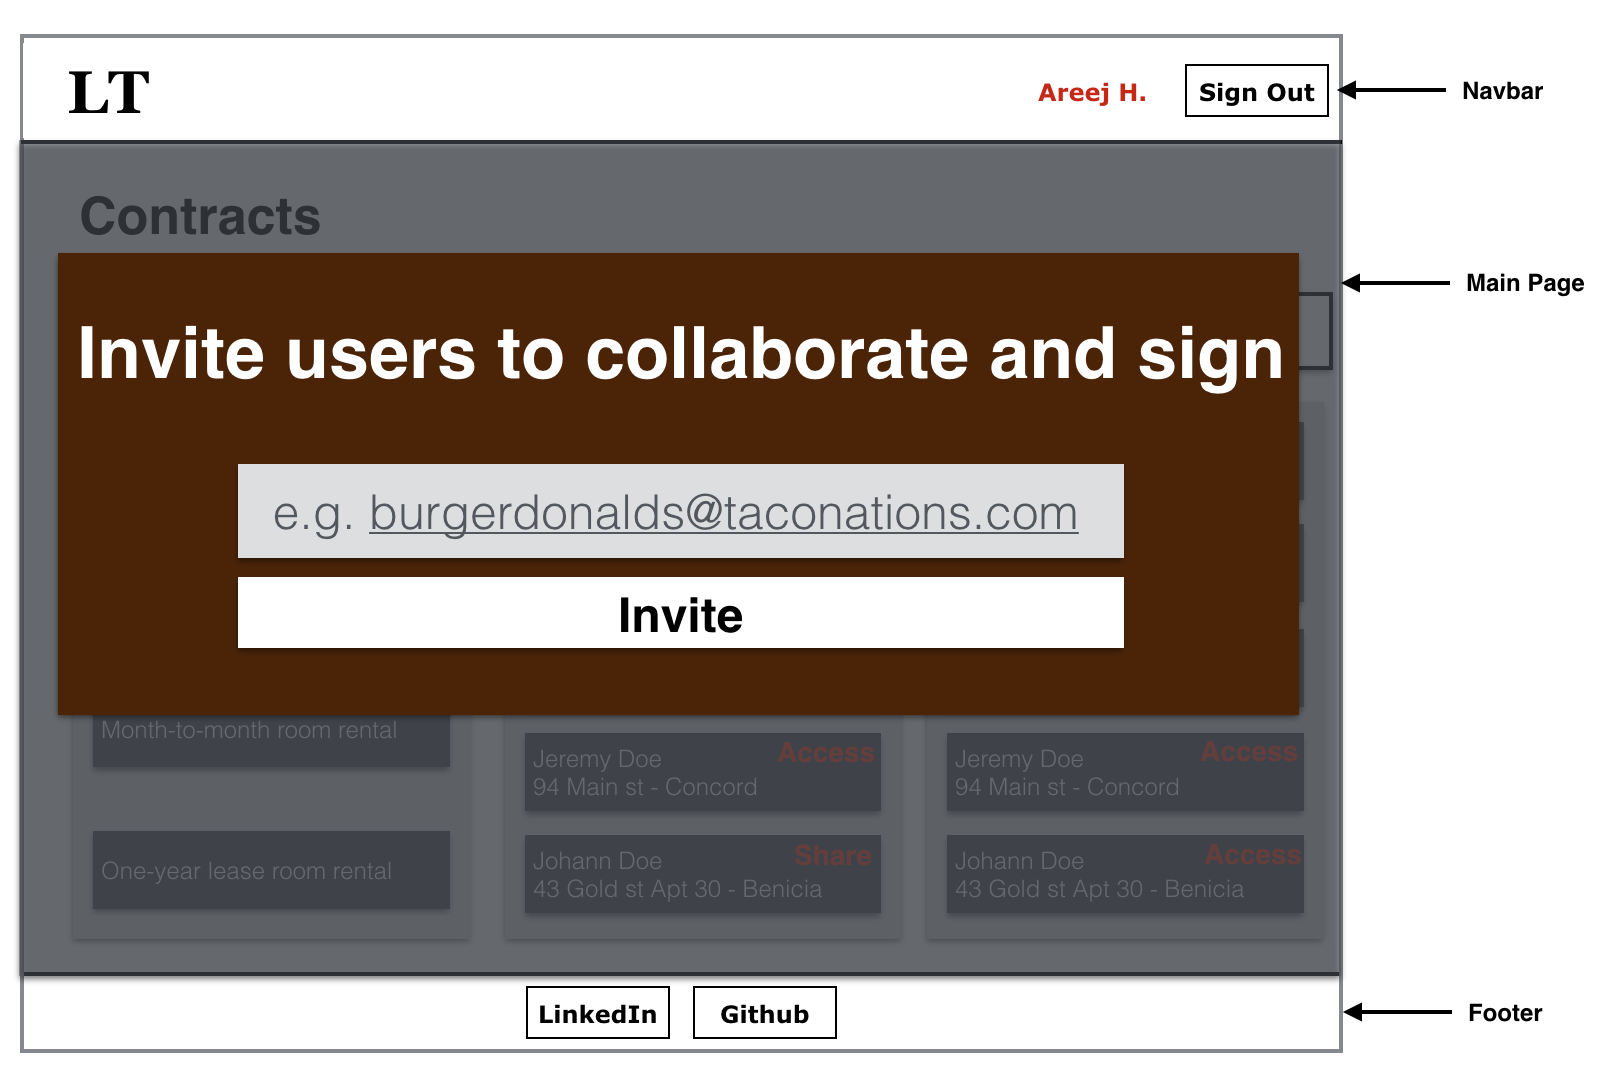 LT
Areej H.
Sign Out
Navbar
Contracts
Main Page
Invite users to collaborate and sign
e.g. burgerdonalds@taconations.com
Invite
Month-to-month room rental
One-year lease room rental
Jeremy Doe
Access
94 Main st - Concord
Johann Doe
Share
43 Gold st Apt 30 - Benicia
Jeremy Doe
Access
94 Main st - Concord
Johann Doe
Access
43 Gold st Apt 30 - Benicia
LinkedIn
Github
Footer